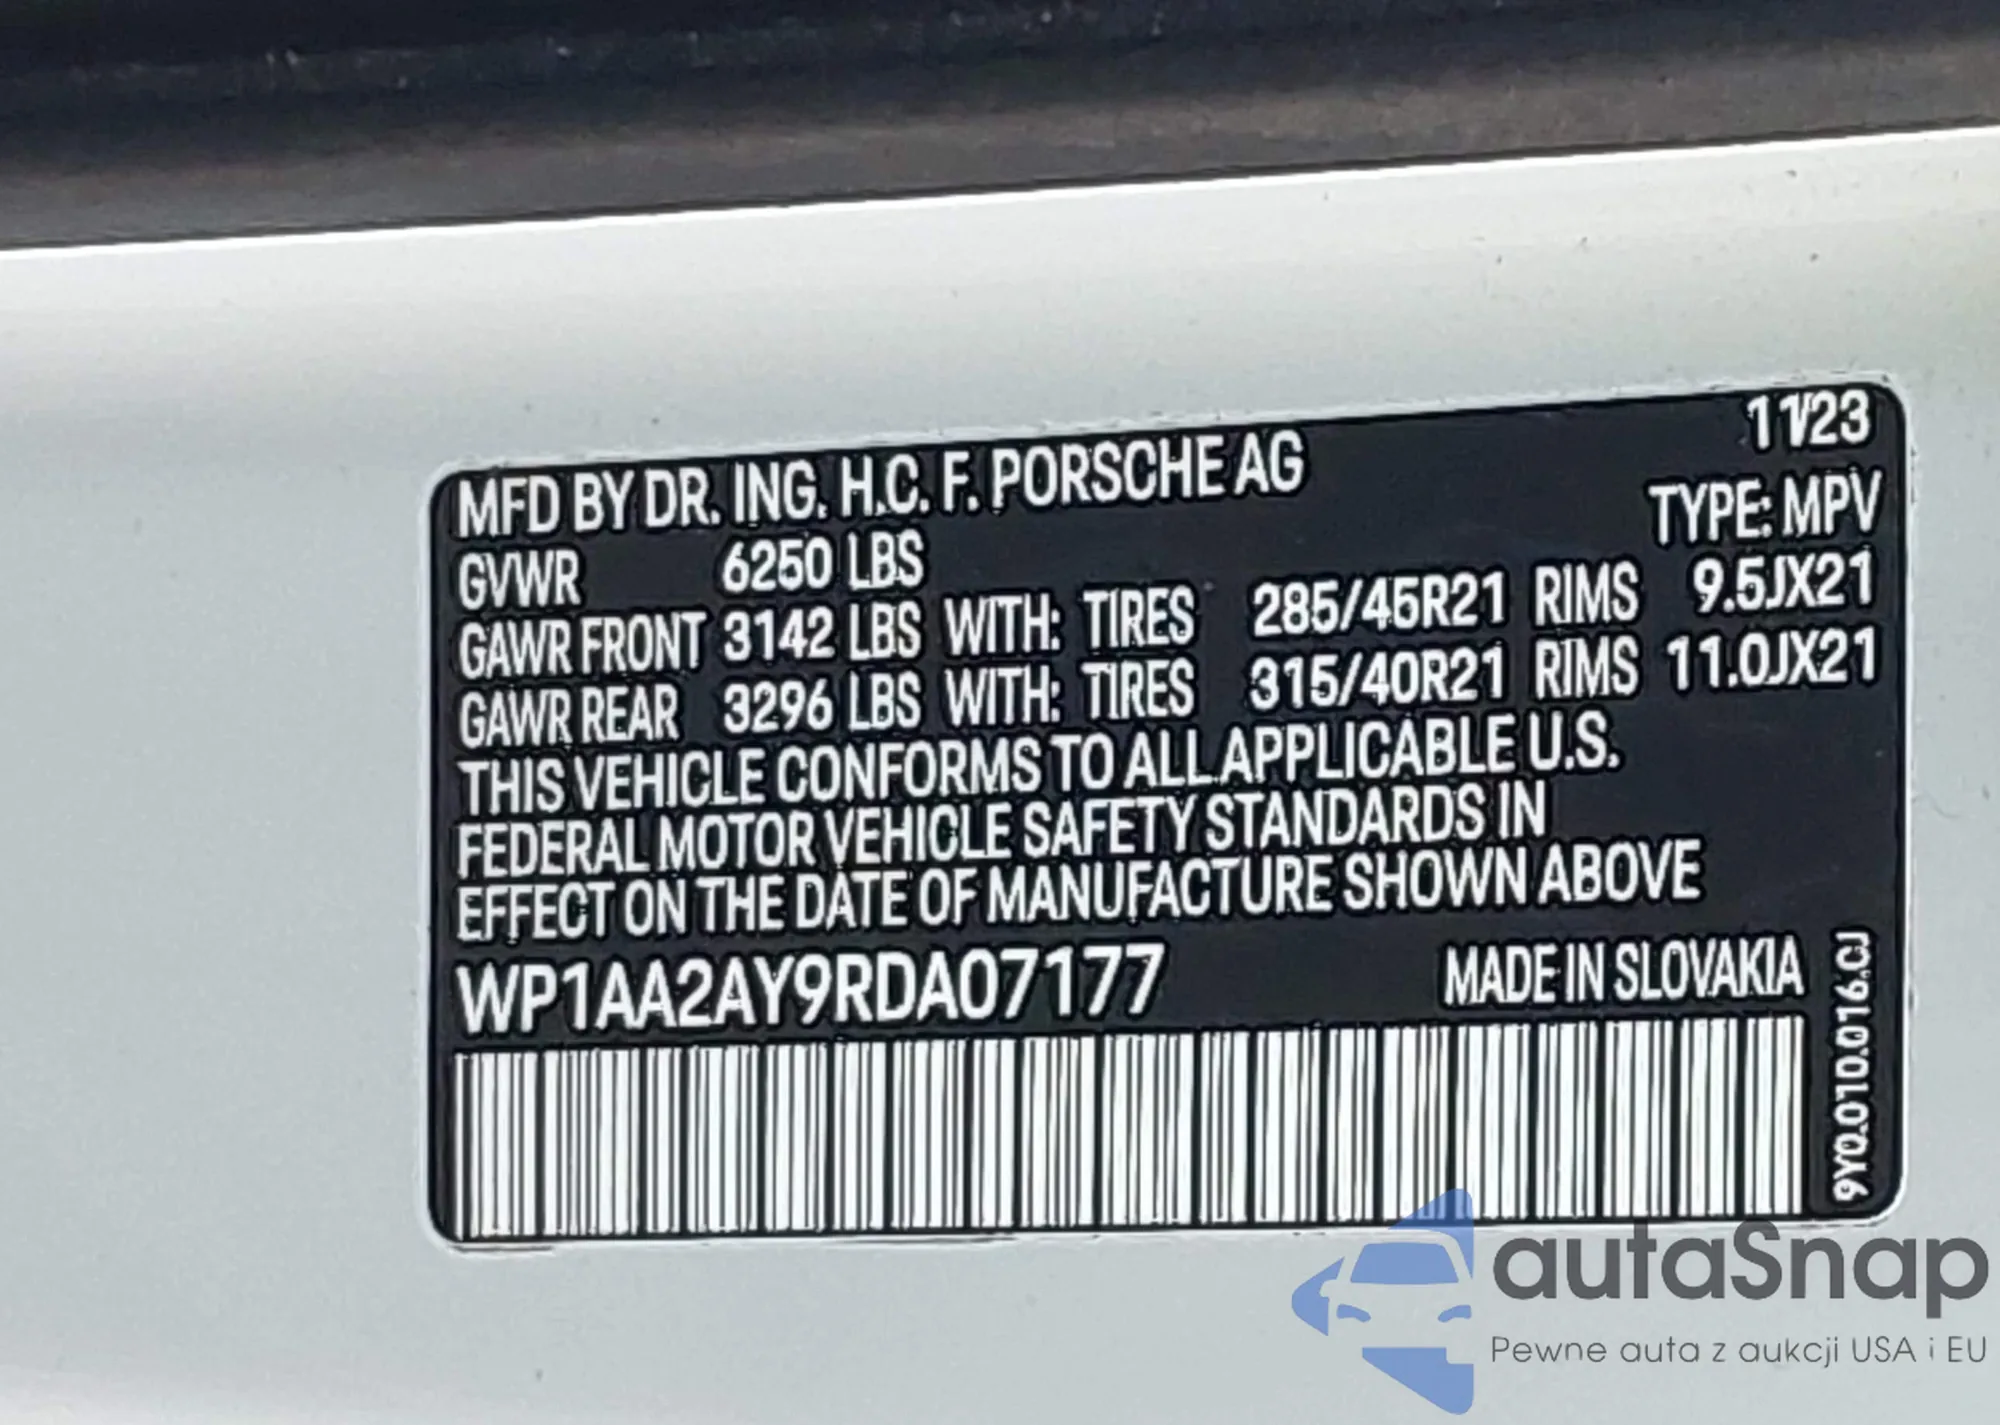 11/23
MFD BY DR. ING. H.C. F. PORSCHE AG
TYPE: MPV
GVWR 6250 LBS
GAWR FRONT 3142 LBS WITH: TIRES 285/45R21 RIMS 9.5JX21
GAWR REAR 3296 LBS WITH: TIRES 315/40R21 RIMS 11.0JX21
THIS VEHICLE CONFORMS TO ALL APPLICABLE U.S.
FEDERAL MOTOR VEHICLE SAFETY STANDARDS IN
EFFECT ON THE DATE OF MANUFACTURE SHOWN ABOVE
WP1AA2AY9RDA07177 MADE IN SLOVAKIA
9Y0.010.016.CJ
autaSnap
Pewne auta z aukcji USA i EU